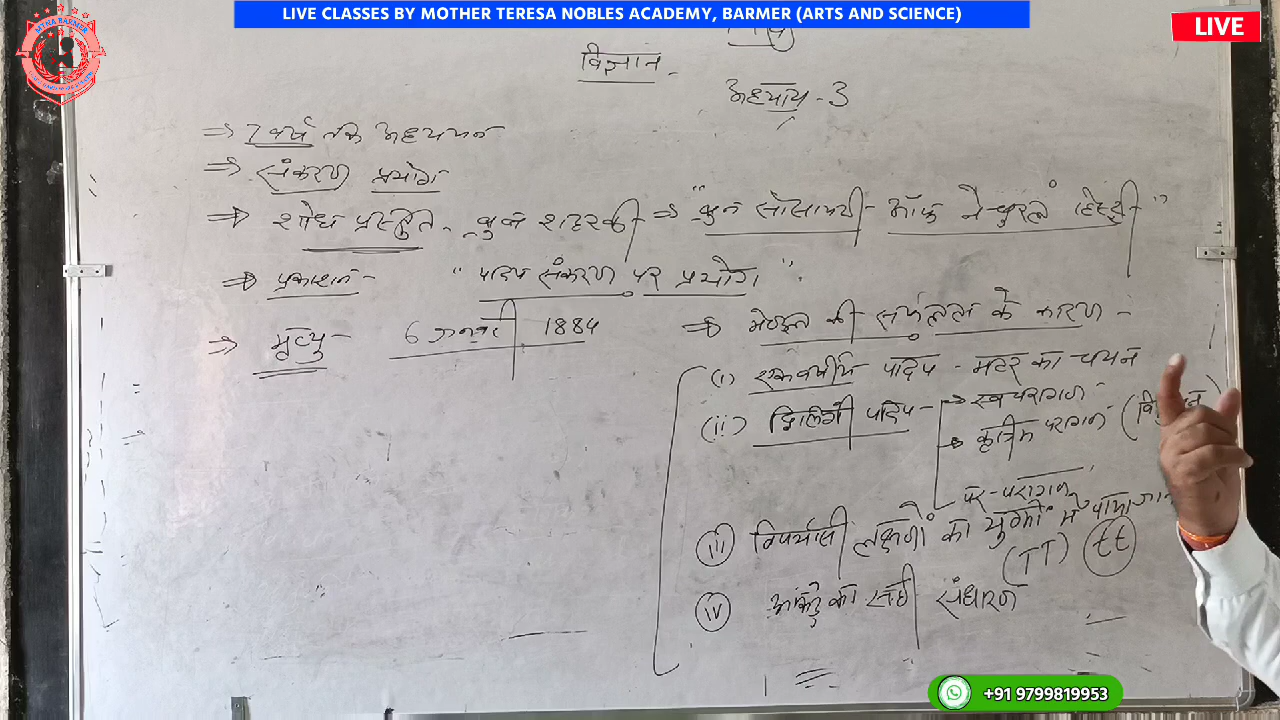 LIVE CLASSES BY MOTHER TERESA NOBLES ACADEMY, BARMER (ARTS AND SCIENCE)
LIVE
MTNA BARMER
विज्ञान -
अध्याय - 3
⇒ 7 वर्ष तक अध्ययन
⇒ संकरण प्रयोग
⇒ शोध प्रस्तुत - ब्रुन शहर की ⇒ "ब्रुन सोसायटी ऑफ नेचुरल हिस्ट्री"
⇒ प्रकाशन - "पादप संकरण पर प्रयोग".
⇒ मृत्यु - 6 जनवरी 1884
⇒ मेण्डल की सफलता के कारण -
(i) एकवर्षीय पादप - मटर का चयन
(ii) द्विलिंगी पादप - → स्वपरागण -
→ कृत्रिम परागण - (
पर-परागण
(iii) विपर्यासी लक्षणों का युग्मों में पाया जाना
(TT) (tt)
(iv) आंकड़े का सही संधारण
+91 9799819953